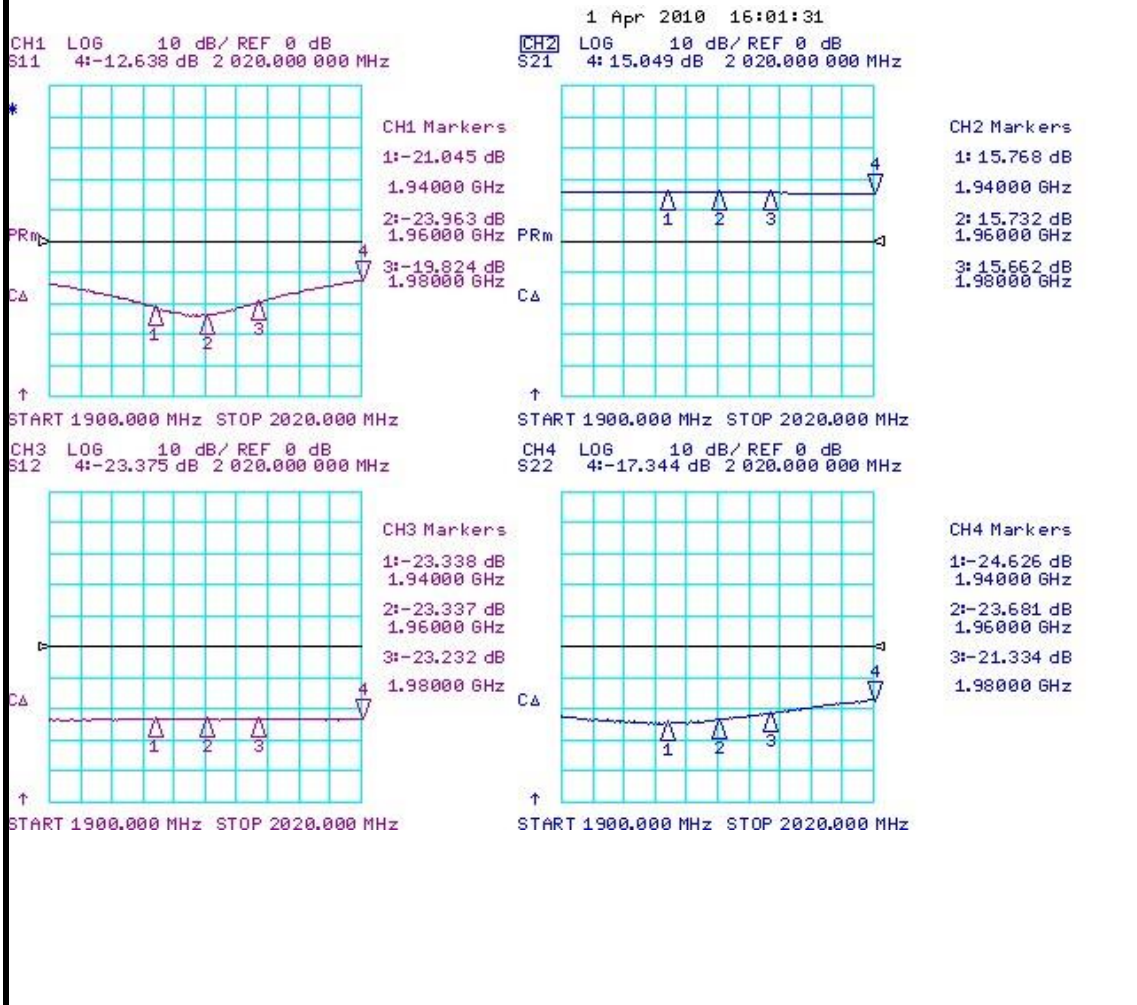 1 Apr 2010 16:01:31
CH1 LOG 10 dB/ REF 0 dB
S11 4:-12.638 dB 2 020.000 000 MHz
*
CH1 Markers
1:-21.045 dB
1.94000 GHz
2:-23.963 dB
1.96000 GHz
3:-19.824 dB
1.98000 GHz
PRm
CΔ
4
1
2
3
↑
START 1900.000 MHz STOP 2020.000 MHz
CH2 LOG 10 dB/ REF 0 dB
S21 4: 15.049 dB 2 020.000 000 MHz
CH2 Markers
1: 15.768 dB
1.94000 GHz
2: 15.732 dB
1.96000 GHz
3: 15.662 dB
1.98000 GHz
4
1
2
3
PRm
CΔ
↑
START 1900.000 MHz STOP 2020.000 MHz
CH3 LOG 10 dB/ REF 0 dB
S12 4:-23.375 dB 2 020.000 000 MHz
CH3 Markers
1:-23.338 dB
1.94000 GHz
2:-23.337 dB
1.96000 GHz
3:-23.232 dB
1.98000 GHz
CΔ
4
1
2
3
↑
START 1900.000 MHz STOP 2020.000 MHz
CH4 LOG 10 dB/ REF 0 dB
S22 4:-17.344 dB 2 020.000 000 MHz
CH4 Markers
1:-24.626 dB
1.94000 GHz
2:-23.681 dB
1.96000 GHz
3:-21.334 dB
1.98000 GHz
CΔ
4
1
2
3
↑
START 1900.000 MHz STOP 2020.000 MHz